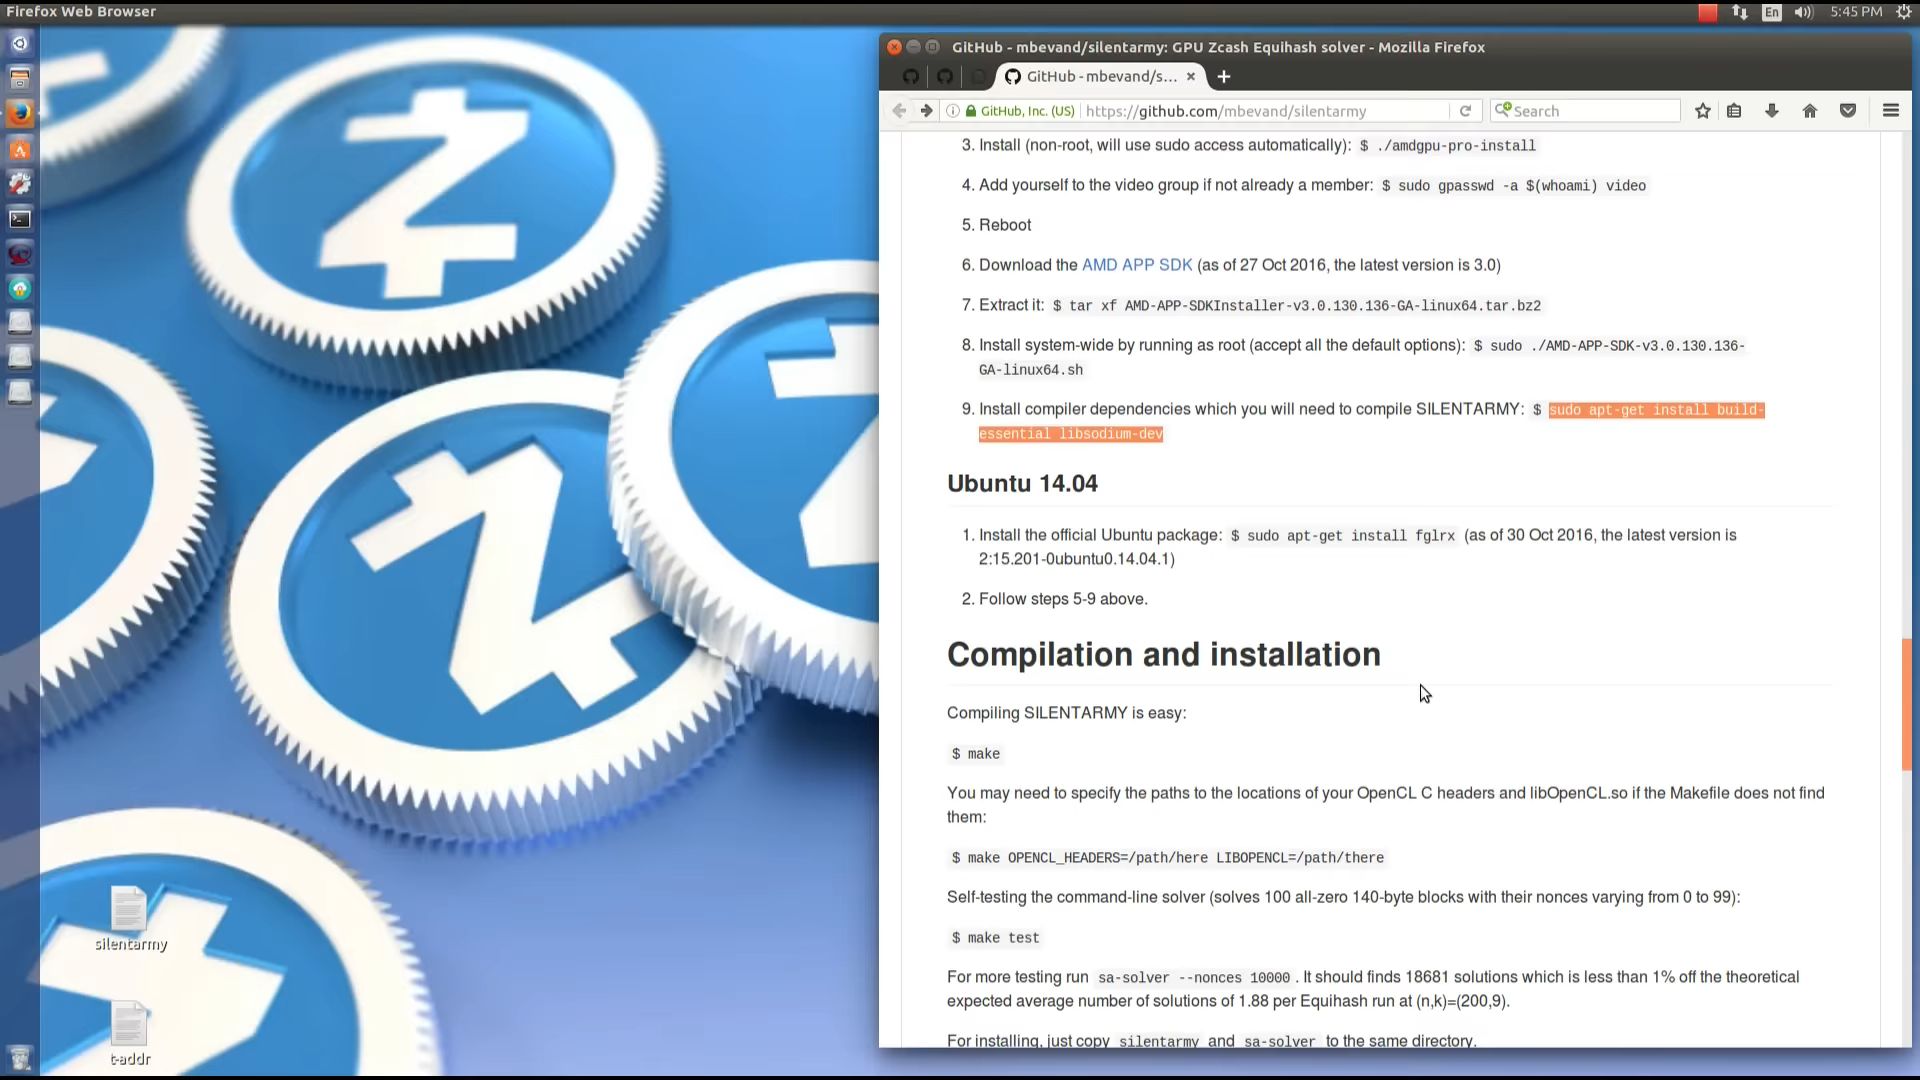 Firefox Web Browser
En
5:45 PM
GitHub - mbevand/silentarmy: GPU Zcash Equihash solver - Mozilla Firefox
GitHub - mbevand/s...
GitHub, Inc. (US)
https://github.com/mbevand/silentarmy
Search
3. Install (non-root, will use sudo access automatically): $ ./amdgpu-pro-install
4. Add yourself to the video group if not already a member: $ sudo gpasswd -a $(whoami) video
5. Reboot
6. Download the AMD APP SDK (as of 27 Oct 2016, the latest version is 3.0)
7. Extract it: $ tar xf AMD-APP-SDKInstaller-v3.0.130.136-GA-linux64.tar.bz2
8. Install system-wide by running as root (accept all the default options): $ sudo ./AMD-APP-SDK-v3.0.130.136-
GA-linux64.sh
9. Install compiler dependencies which you will need to compile SILENTARMY: $ sudo apt-get install build-
essential libsodium-dev
Ubuntu 14.04
1. Install the official Ubuntu package: $ sudo apt-get install fglrx (as of 30 Oct 2016, the latest version is
2:15.201-0ubuntu0.14.04.1)
2. Follow steps 5-9 above.
Compilation and installation
Compiling SILENTARMY is easy:
$ make
You may need to specify the paths to the locations of your OpenCL C headers and libOpenCL.so if the Makefile does not find
them:
$ make OPENCL_HEADERS=/path/here LIBOPENCL=/path/there
Self-testing the command-line solver (solves 100 all-zero 140-byte blocks with their nonces varying from 0 to 99):
$ make test
For more testing run sa-solver --nonces 10000 . It should finds 18681 solutions which is less than 1% off the theoretical
expected average number of solutions of 1.88 per Equihash run at (n,k)=(200,9).
For installing, just copy silentarmy and sa-solver to the same directory.
silentarmy
t-addr